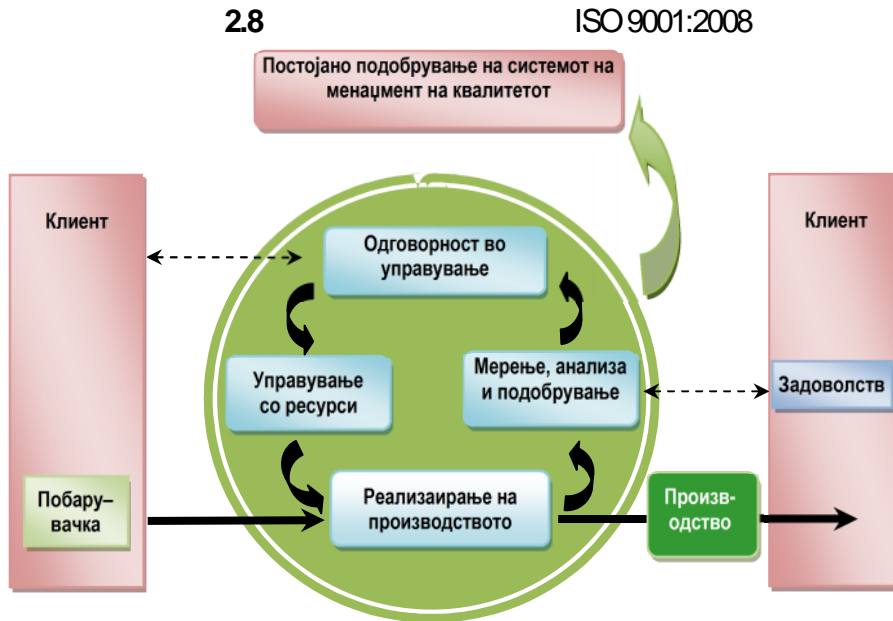 2.8 ISO 9001:2008
Постојано подобрување на системот на
менаџмент на квалитетот
Клиент
Клиент
Одговорност во
управување
Управување
со ресурси
Мерење, анализа
и подобрување
Задоволств
Побару–
вачка
Реализаирање на
производството
Произв-
одство